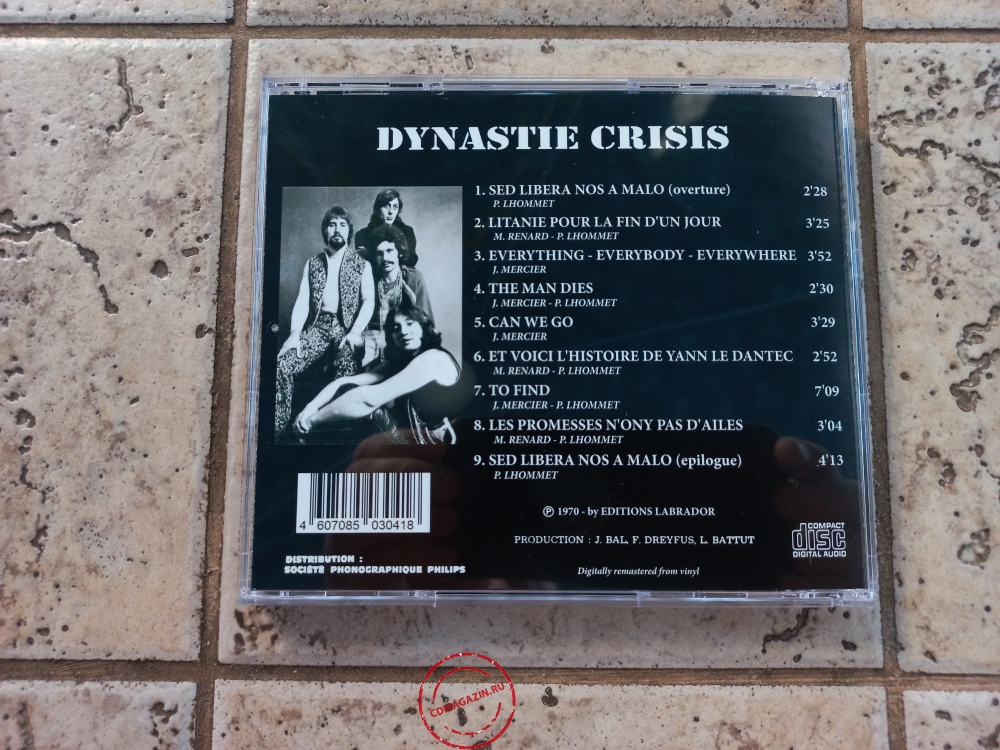 DYNASTIE CRISIS
1. SED LIBERA NOS A MALO (overture) 2'28
P. LHOMMET
2. LITANIE POUR LA FIN D'UN JOUR 3'25
M. RENARD - P. LHOMMET
3. EVERYTHING - EVERYBODY - EVERYWHERE 3'52
J. MERCIER
4. THE MAN DIES 2'30
J. MERCIER - P. LHOMMET
5. CAN WE GO 3'29
J. MERCIER
6. ET VOICI L'HISTOIRE DE YANN LE DANTEC 2'52
M. RENARD - P. LHOMMET
7. TO FIND 7'09
J. MERCIER - P. LHOMMET
8. LES PROMESSES N'ONY PAS D'AILES 3'04
M. RENARD - P. LHOMMET
9. SED LIBERA NOS A MALO (epilogue) 4'13
P. LHOMMET
4 607085 030418
℗ 1970 - by EDITIONS LABRADOR
PRODUCTION : J. BAL, F. DREYFUS, L. BATTUT
COMPACT
disc
DIGITAL AUDIO
DISTRIBUTION :
SOCIÉTÉ PHONOGRAPHIQUE PHILIPS
Digitally remastered from vinyl
CDMAGAZIN.RU